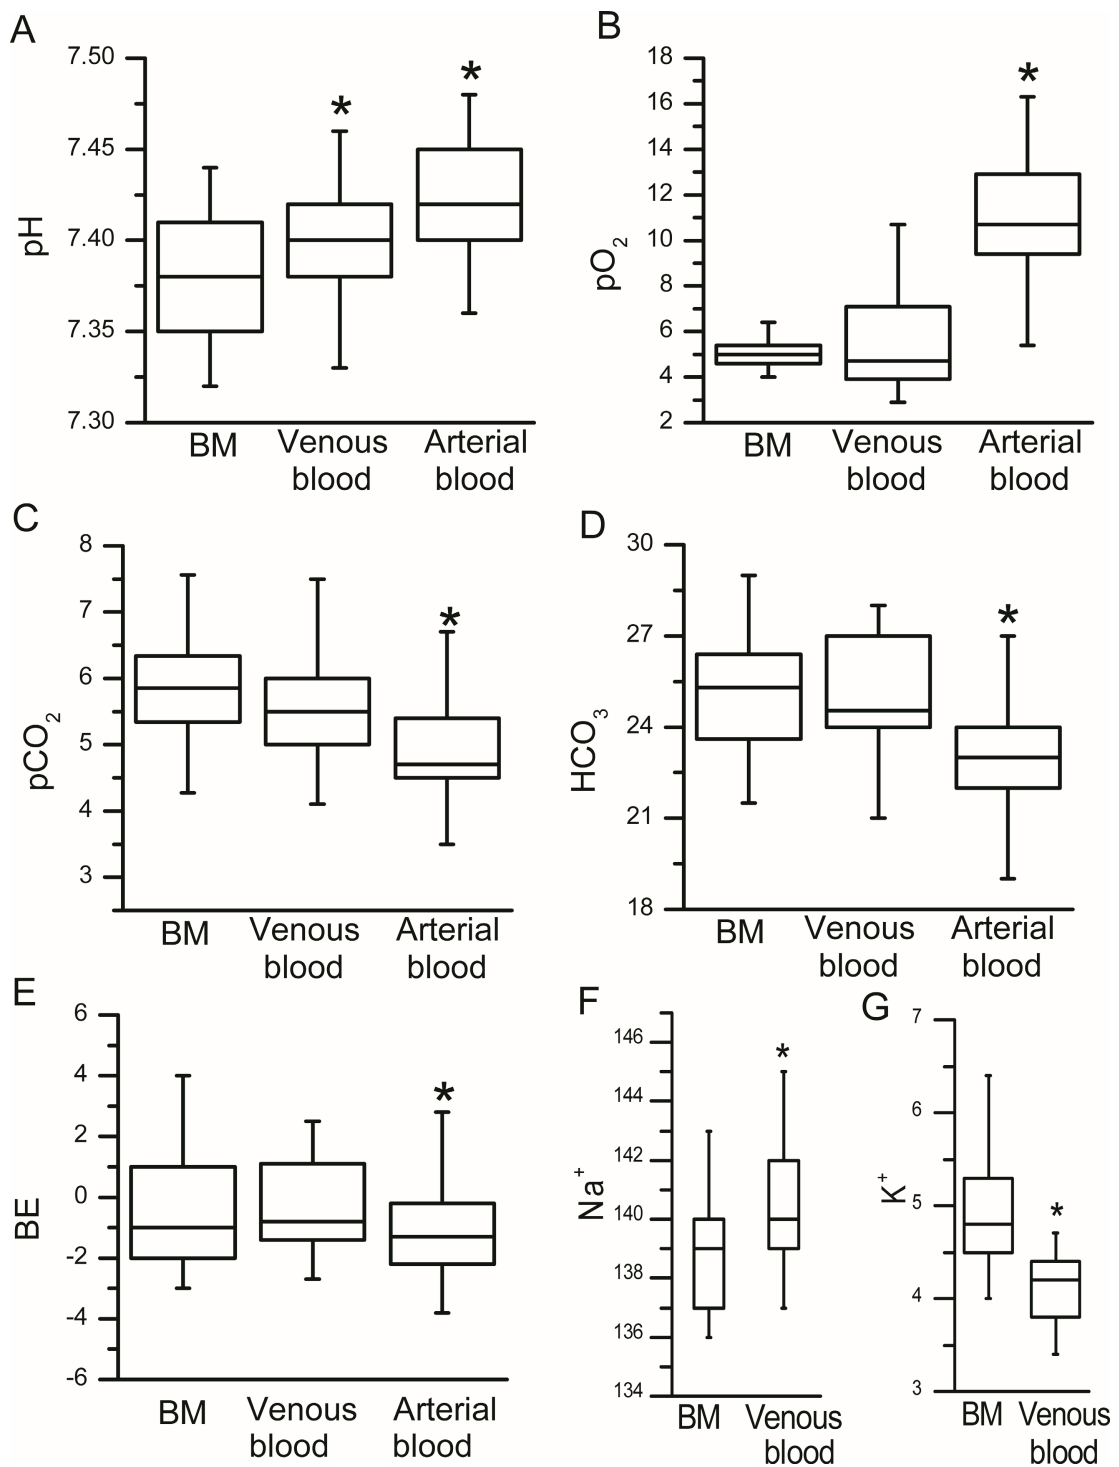 A
7.50
7.45
7.40
7.35
7.30
pH
*
*
BM
Venous blood
Arterial blood
B
18
16
14
12
10
8
6
4
2
pO2
*
BM
Venous blood
Arterial blood
C
8
7
6
5
4
3
pCO2
*
BM
Venous blood
Arterial blood
D
30
27
24
21
18
HCO3
*
BM
Venous blood
Arterial blood
E
6
4
2
0
-2
-4
-6
BE
*
BM
Venous blood
Arterial blood
F
146
144
142
140
138
136
134
Na+
*
BM
Venous blood
G
7
6
5
4
3
K+
*
BM
Venous blood